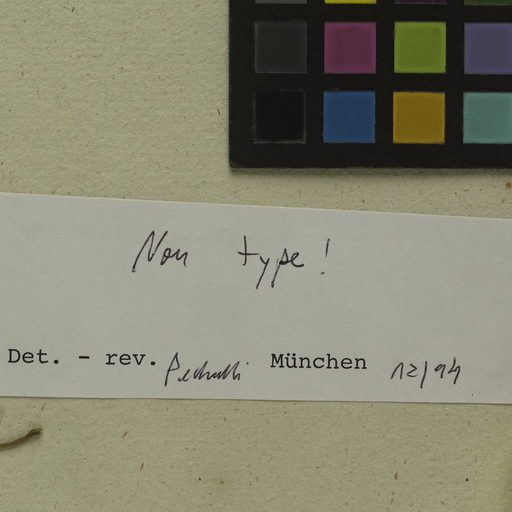 Non type!
Det. - rev. München 12/94